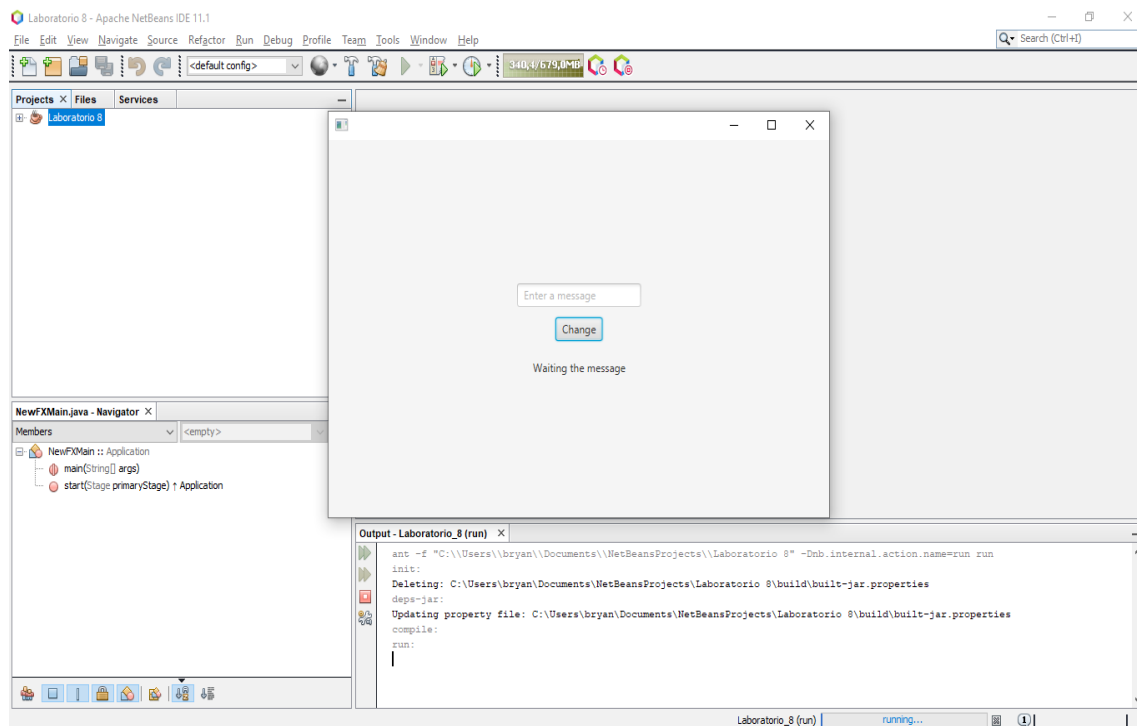 Laboratorio 8 - Apache NetBeans IDE 11.1
File Edit View Navigate Source Refactor Run Debug Profile Team Tools Window Help
Search (Ctrl+I)
<default config>
340,4/679,0MB
Projects Files Services
Laboratorio 8
Enter a message
Change
Waiting the message
NewFXMain.java - Navigator
Members
<empty>
NewFXMain :: Application
main(String[] args)
start(Stage primaryStage) ↑ Application
Output - Laboratorio_8 (run)
ant -f "C:\\Users\\bryan\\Documents\\NetBeansProjects\\Laboratorio 8" -Dnb.internal.action.name=run run
init:
Deleting: C:\Users\bryan\Documents\NetBeansProjects\Laboratorio 8\build\built-jar.properties
deps-jar:
Updating property file: C:\Users\bryan\Documents\NetBeansProjects\Laboratorio 8\build\built-jar.properties
compile:
run:
Laboratorio_8 (run)
running...
1